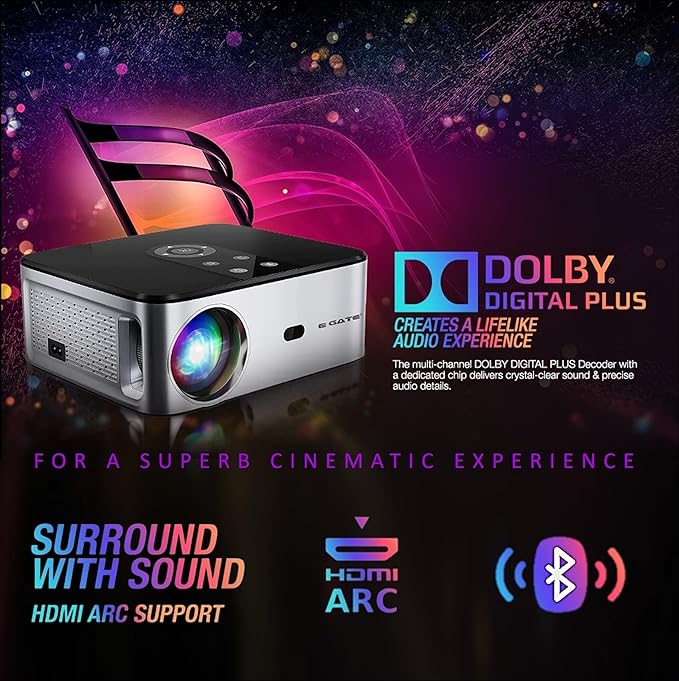 E GATE
DOLBY®
DIGITAL PLUS
CREATES A LIFELIKE
AUDIO EXPERIENCE
The multi-channel DOLBY DIGITAL PLUS Decoder with
a dedicated chip delivers crystal-clear sound & precise
audio details.
FOR A SUPERB CINEMATIC EXPERIENCE
SURROUND
WITH SOUND
HDMI ARC SUPPORT
HDMI
ARC